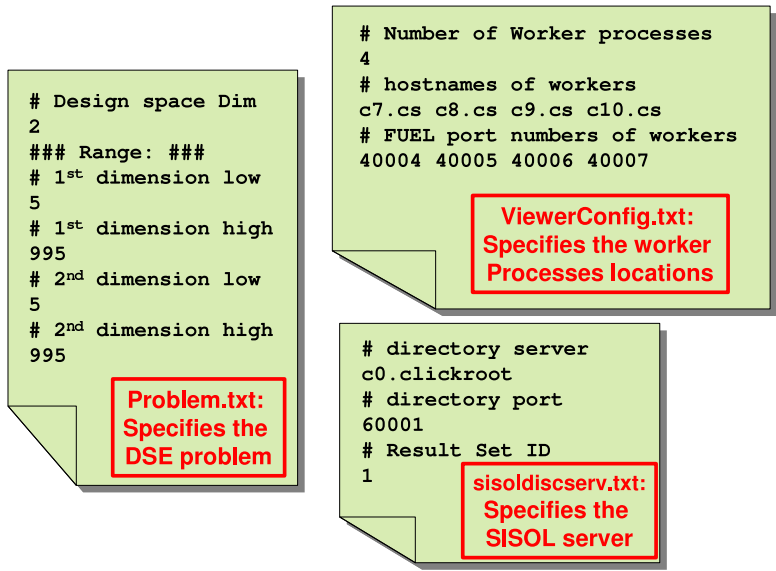 # Design space Dim
2
### Range: ###
# 1st dimension low
5
# 1st dimension high
995
# 2nd dimension low
5
# 2nd dimension high
995
Problem.txt:
Specifies the
DSE problem
# Number of Worker processes
4
# hostnames of workers
c7.cs c8.cs c9.cs c10.cs
# FUEL port numbers of workers
40004 40005 40006 40007
ViewerConfig.txt:
Specifies the worker
Processes locations
# directory server
c0.clickroot
# directory port
60001
# Result Set ID
1
sisoldiscserv.txt:
Specifies the
SISOL server